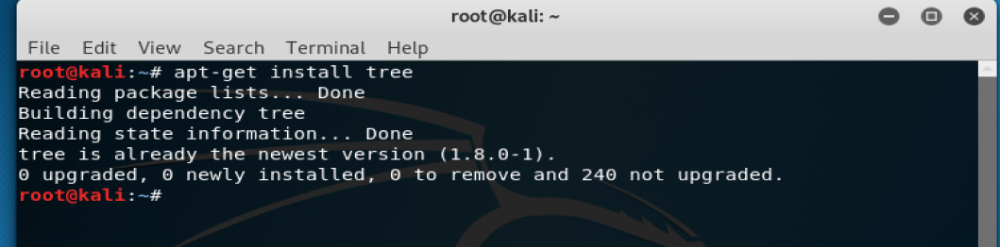 root@kali: ~
File Edit View Search Terminal Help
root@kali:~# apt-get install tree
Reading package lists... Done
Building dependency tree
Reading state information... Done
tree is already the newest version (1.8.0-1).
0 upgraded, 0 newly installed, 0 to remove and 240 not upgraded.
root@kali:~#